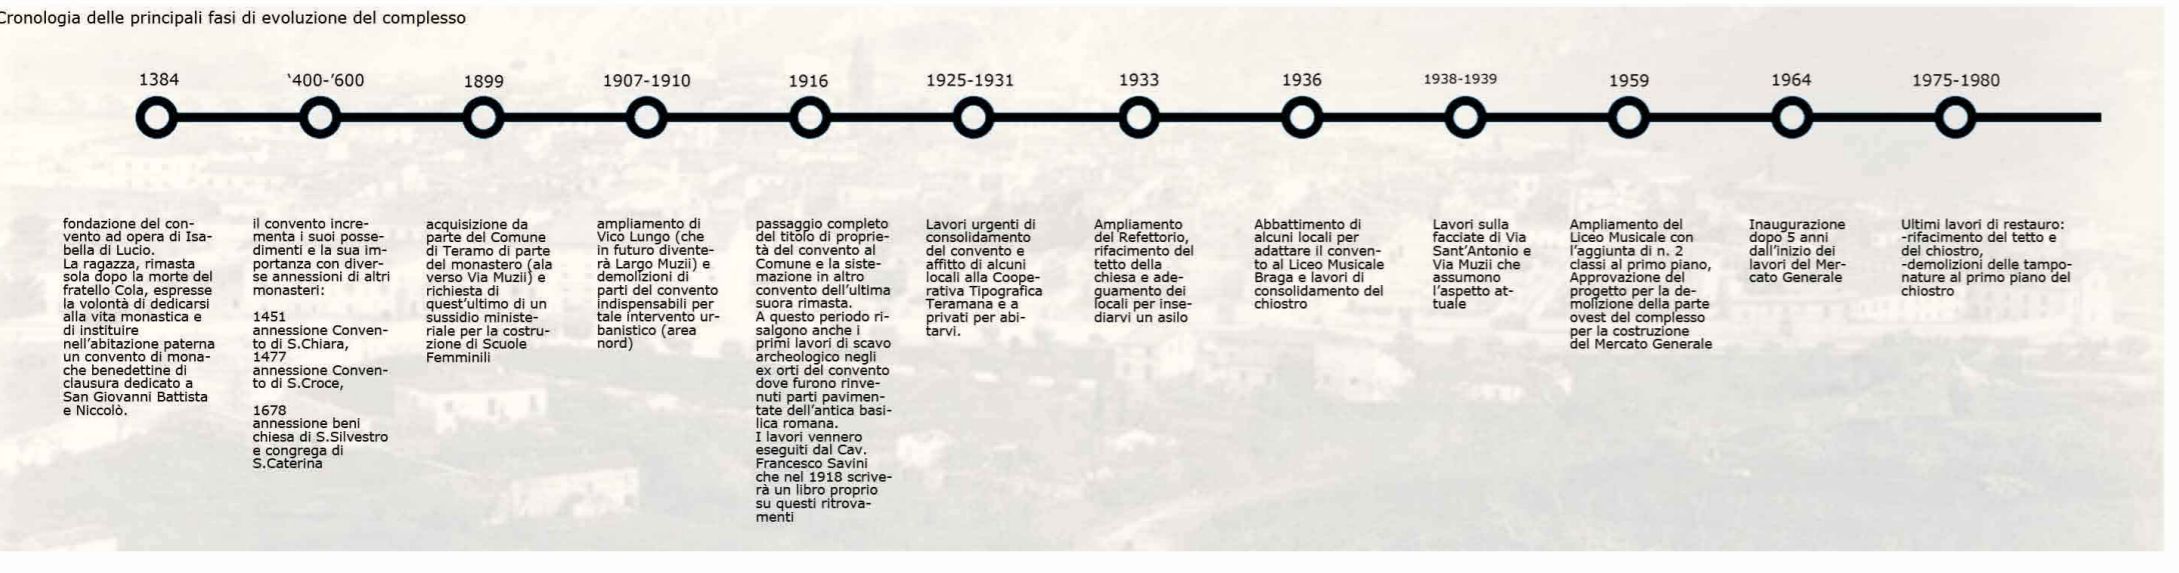 Cronologia delle principali fasi di evoluzione del complesso
1384
fondazione del con-
vento ad opera di Isa-
bella di Lucio.
La ragazza, rimasta
sola dopo la morte del
fratello Cola, espresse
la volontà di dedicarsi
alla vita monastica e
di instituire
nell'abitazione paterna
un convento di mona-
che benedettine di
clausura dedicato a
San Giovanni Battista
e Niccolò.
'400-'600
il convento incre-
menta i suoi posse-
dimenti e la sua im-
portanza con diver-
se annessioni di altri
monasteri:
1451
annessione Conven-
to di S.Chiara,
1477
annessione Conven-
to di S.Croce,
1678
annessione beni
chiesa di S.Silvestro
e congrega di
S.Caterina
1899
acquisizione da
parte del Comune
di Teramo di parte
del monastero (ala
verso Via Muzii) e
richiesta di
quest'ultimo di un
sussidio ministe-
riale per la costru-
zione di Scuole
Femminili
1907-1910
ampliamento di
Vico Lungo (che
in futuro divente-
rà Largo Muzii) e
demolizioni di
parti del convento
indispensabili per
tale intervento ur-
banistico (area
nord)
1916
passaggio completo
del titolo di proprie-
tà del convento al
Comune e la siste-
mazione in altro
convento dell'ultima
suora rimasta.
A questo periodo ri-
salgono anche i
primi lavori di scavo
archeologico negli
ex orti del convento
dove furono rinve-
nuti parti pavimen-
tate dell'antica basi-
lica romana.
I lavori vennero
eseguiti dal Cav.
Francesco Savini
che nel 1918 scrive-
rà un libro proprio
su questi ritrova-
menti
1925-1931
Lavori urgenti di
consolidamento
del convento e
affitto di alcuni
locali alla Coope-
rativa Tipografica
Teramana e a
privati per abi-
tarvi.
1933
Ampliamento
del Refettorio,
rifacimento del
tetto della
chiesa e ade-
guamento dei
locali per inse-
diarvi un asilo
1936
Abbattimento di
alcuni locali per
adattare il conven-
to al Liceo Musicale
Braga e lavori di
consolidamento del
chiostro
1938-1939
Lavori sulla
facciate di Via
Sant'Antonio e
Via Muzii che
assumono
l'aspetto at-
tuale
1959
Ampliamento del
Liceo Musicale con
l'aggiunta di n. 2
classi al primo piano,
Approvazione del
progetto per la de-
molizione della parte
ovest del complesso
per la costruzione
del Mercato Generale
1964
Inaugurazione
dopo 5 anni
dall'inizio dei
lavori del Mer-
cato Generale
1975-1980
Ultimi lavori di restauro:
-rifacimento del tetto e
del chiostro,
-demolizioni delle tampo-
nature al primo piano del
chiostro